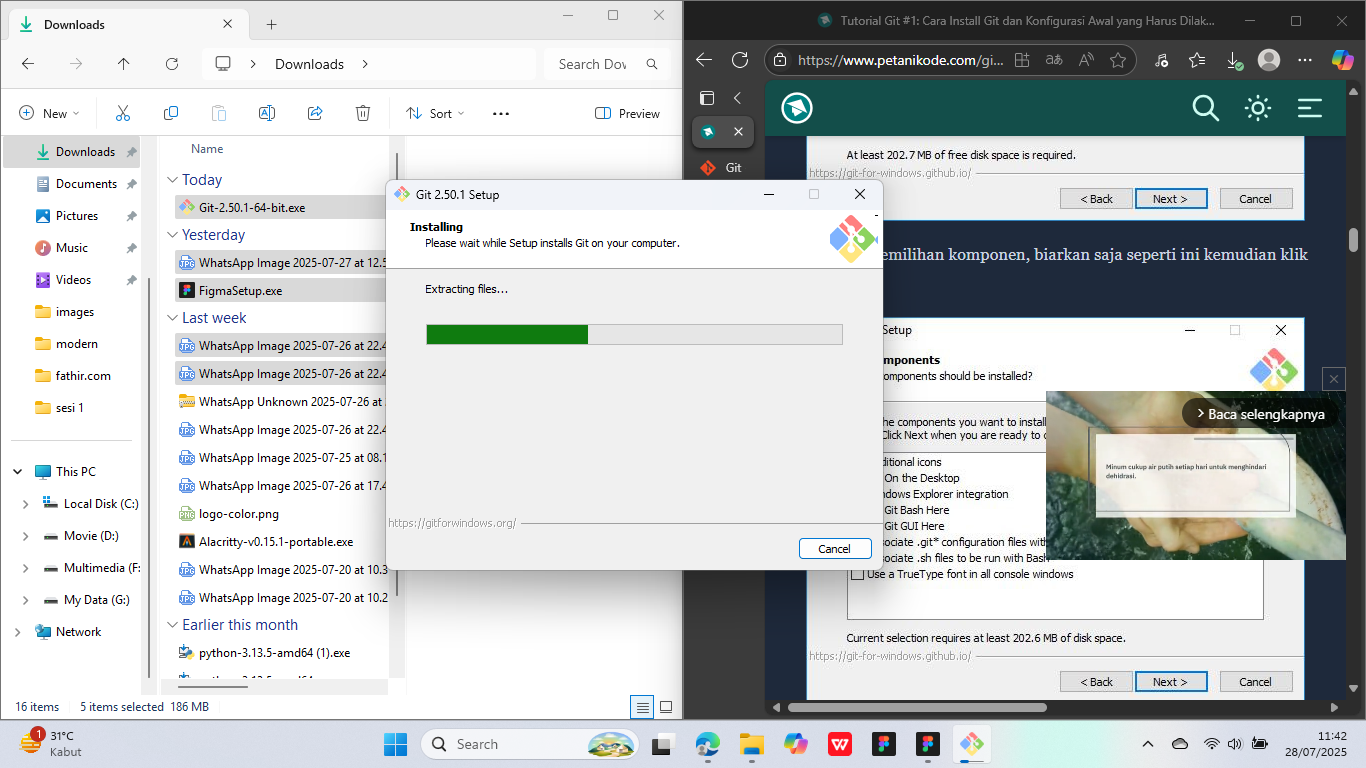 Downloads
Downloads
Search Dow
New
Sort
Preview
Downloads
Documents
Pictures
Music
Videos
images
modern
fathir.com
sesi 1
This PC
Local Disk (C:)
Movie (D:)
Multimedia (F:
My Data (G:)
Network
Name
Today
Git-2.50.1-64-bit.exe
Yesterday
WhatsApp Image 2025-07-27 at 12.5
FigmaSetup.exe
Last week
WhatsApp Image 2025-07-26 at 22.4
WhatsApp Image 2025-07-26 at 22.4
WhatsApp Unknown 2025-07-26 at
WhatsApp Image 2025-07-26 at 22.4
WhatsApp Image 2025-07-25 at 08.1
WhatsApp Image 2025-07-26 at 17.4
logo-color.png
Alacritty-v0.15.1-portable.exe
WhatsApp Image 2025-07-20 at 10.3
WhatsApp Image 2025-07-20 at 10.2
Earlier this month
python-3.13.5-amd64 (1).exe
16 items
5 items selected 186 MB
Git 2.50.1 Setup
Installing
Please wait while Setup installs Git on your computer.
Extracting files...
https://gitforwindows.org/
Cancel
Tutorial Git #1: Cara Install Git dan Konfigurasi Awal yang Harus Dilak...
https://www.petanikode.com/gi...
Git
At least 202.7 MB of free disk space is required.
https://git-for-windows.github.io/
< Back
Next >
Cancel
emilihan komponen, biarkan saja seperti ini kemudian klik
Setup
mponents
omponents should be installed?
he components you want to install
Click Next when you are ready to c
ditional icons
On the Desktop
ndows Explorer integration
Git Bash Here
Git GUI Here
sociate .git* configuration files with
sociate .sh files to be run with Bash
Use a TrueType font in all console windows
Current selection requires at least 202.6 MB of disk space.
https://git-for-windows.github.io/
< Back
Next >
Cancel
Baca selengkapnya
Minum cukup air putih setiap hari untuk menghindari
dehidrasi.
1
31°C
Kabut
Search
11:42
28/07/2025